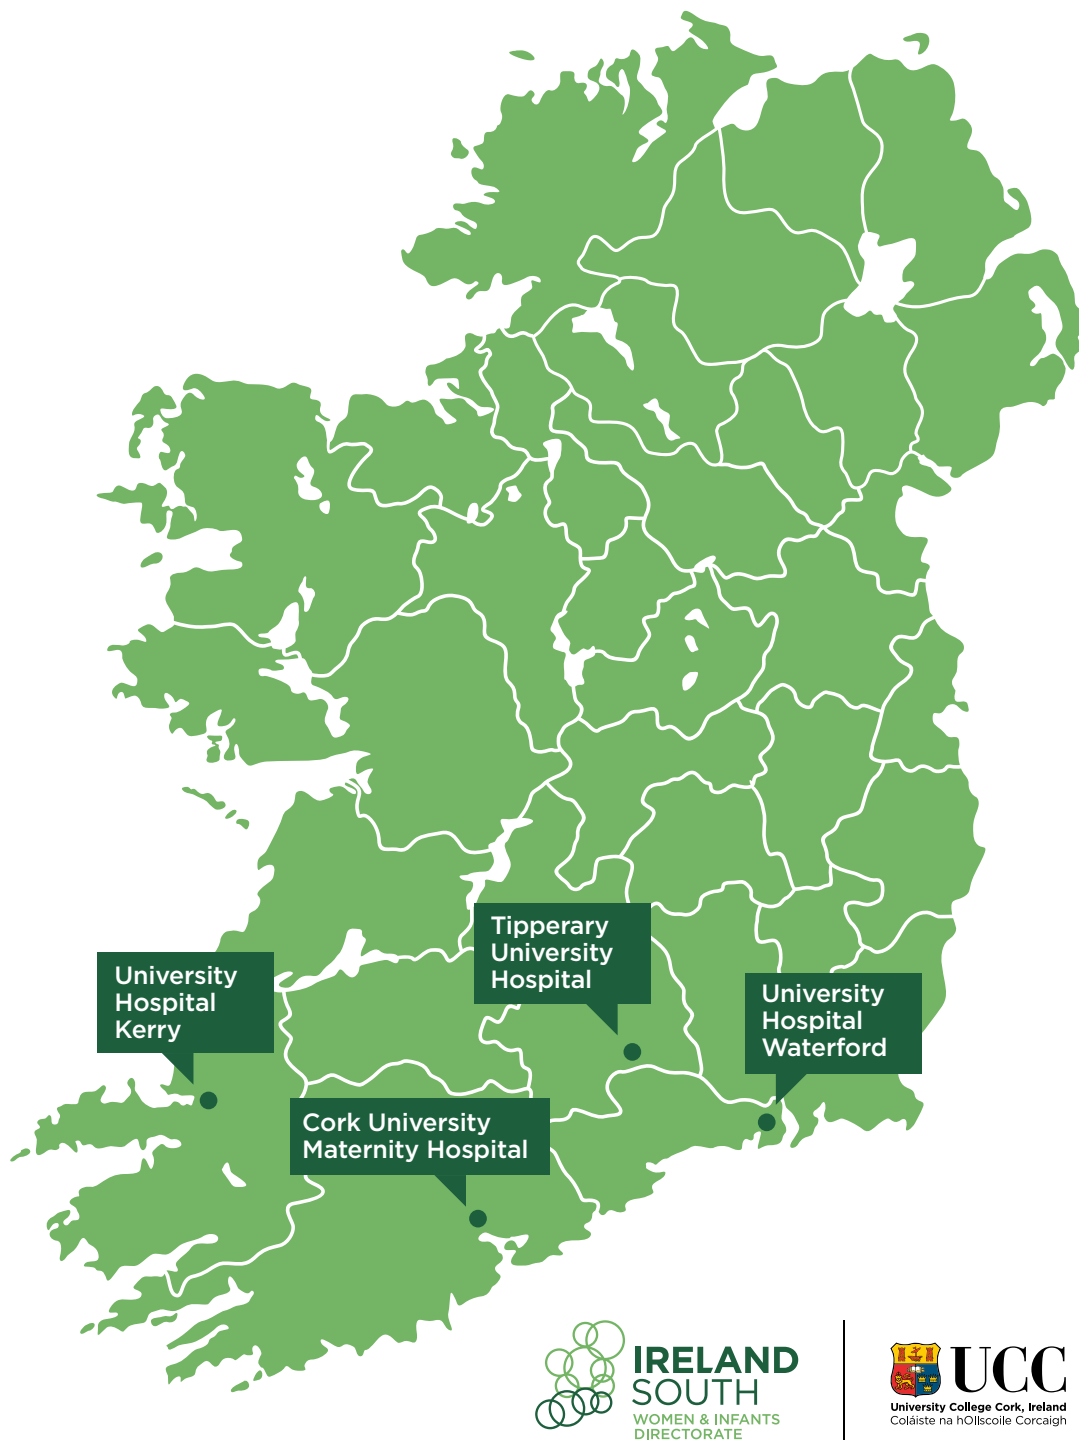 Tipperary
University
Hospital
University
Hospital
Kerry
University
Hospital
Waterford
Cork University
Maternity Hospital
IRELAND
SOUTH
WOMEN & INFANTS
DIRECTORATE
UCC
University College Cork, Ireland
Coláiste na hOllscoile Corcaigh